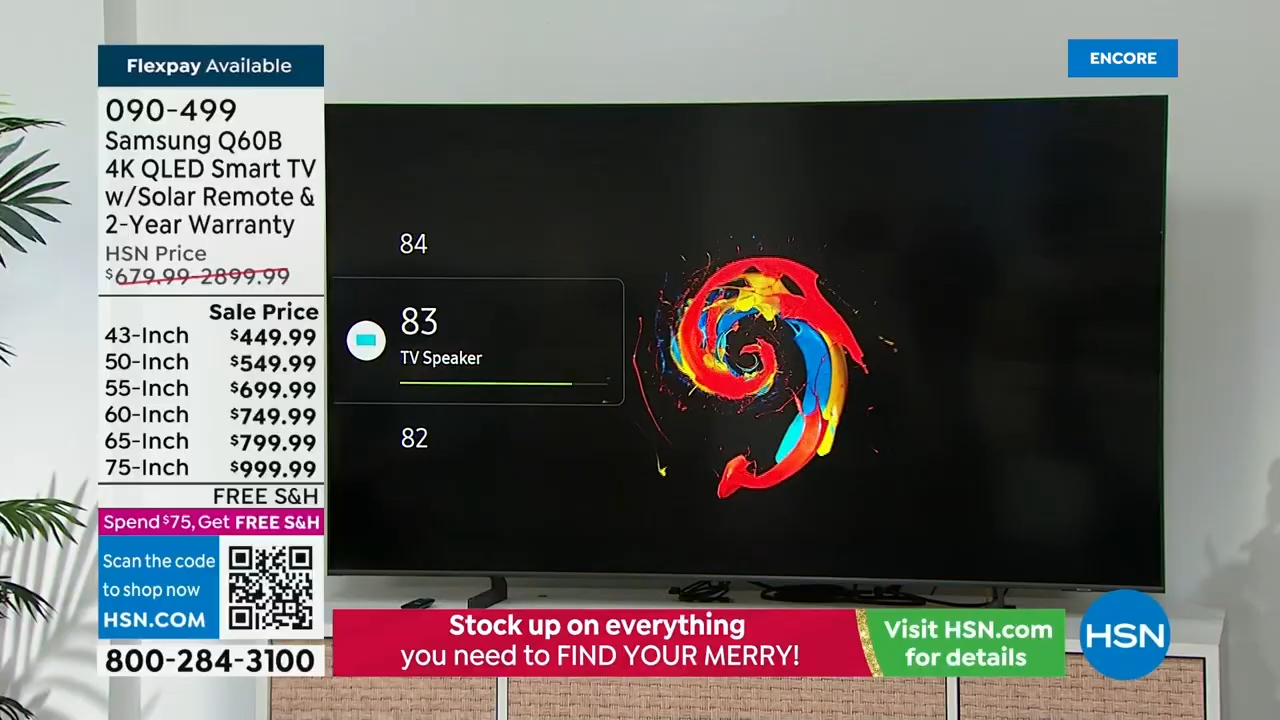 Flexpay Available
090-499
Samsung Q60B
4K QLED Smart TV
w/Solar Remote &
2-Year Warranty
HSN Price
$679.99-2899.99
Sale Price
43-Inch $449.99
50-Inch $549.99
55-Inch $699.99
60-Inch $749.99
65-Inch $799.99
75-Inch $999.99
FREE S&H
Spend $75, Get FREE S&H
Scan the code
to shop now
HSN.COM
800-284-3100
ENCORE
84
83
TV Speaker
82
Stock up on everything
you need to FIND YOUR MERRY!
Visit HSN.com
for details
HSN